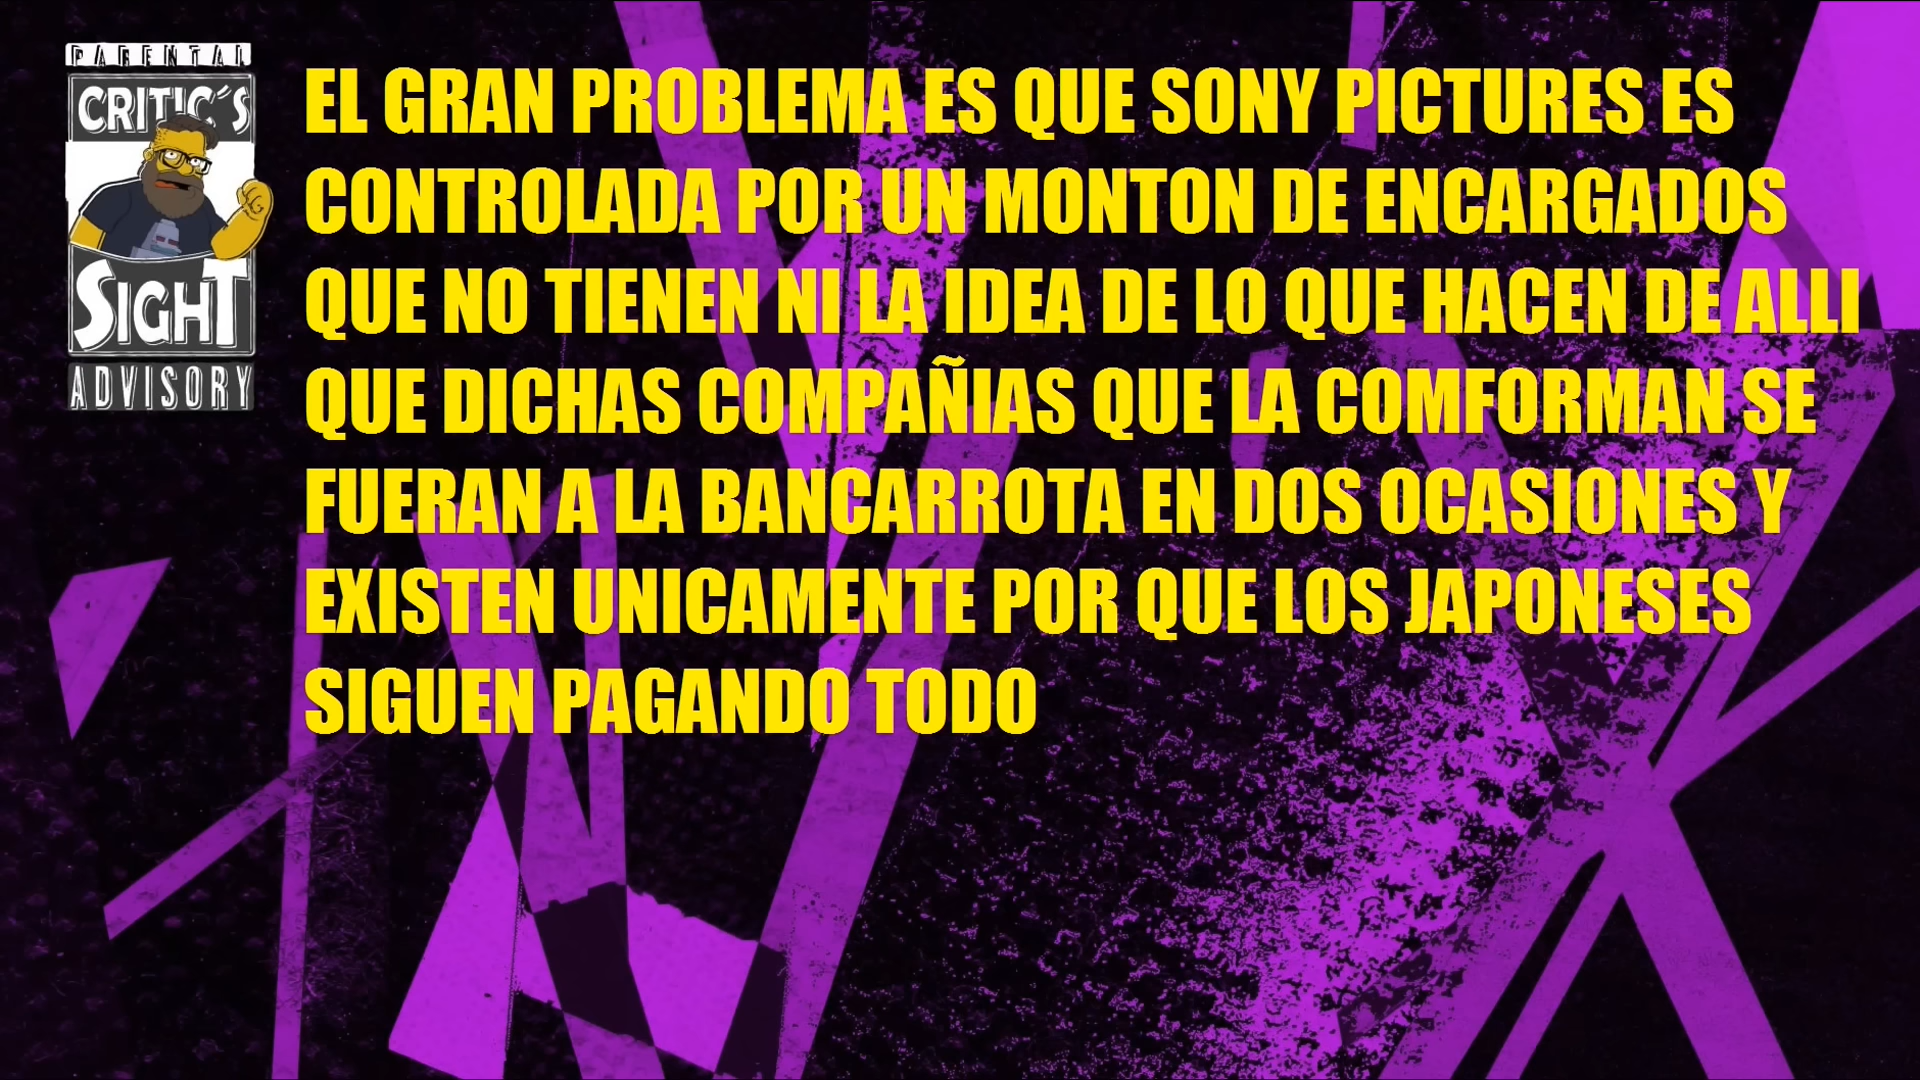 PARENTAL
CRITIC´S
SIGHT
ADVISORY
EL GRAN PROBLEMA ES QUE SONY PICTURES ES
CONTROLADA POR UN MONTON DE ENCARGADOS
QUE NO TIENEN NI LA IDEA DE LO QUE HACEN DE ALLI
QUE DICHAS COMPAÑIAS QUE LA COMFORMAN SE
FUERAN A LA BANCARROTA EN DOS OCASIONES Y
EXISTEN UNICAMENTE POR QUE LOS JAPONESES
SIGUEN PAGANDO TODO